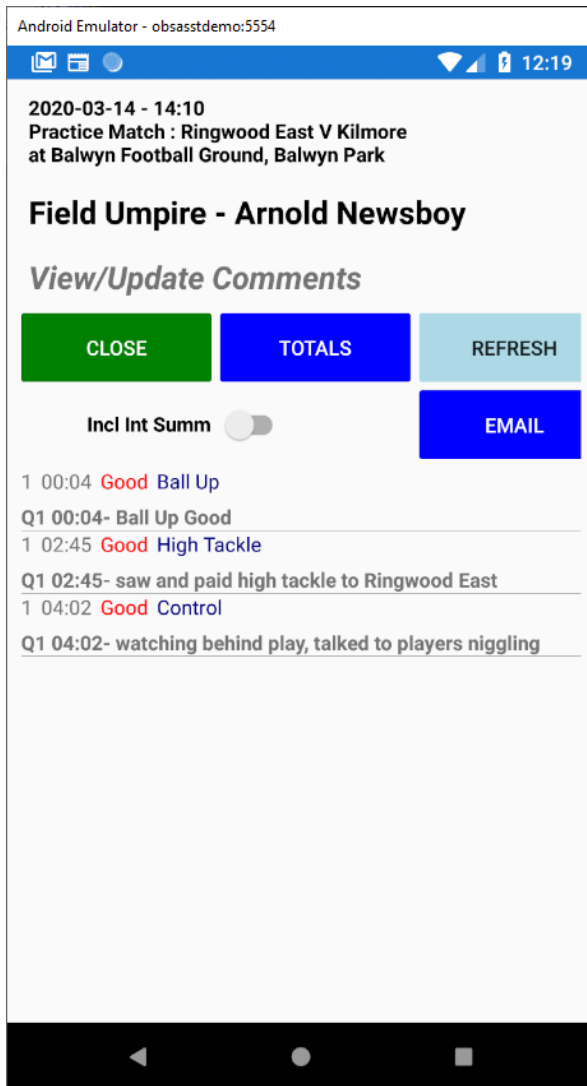 Android Emulator - obsasstdemo:5554
12:19
2020-03-14 - 14:10
Practice Match : Ringwood East V Kilmore
at Balwyn Football Ground, Balwyn Park
Field Umpire - Arnold Newsboy
View/Update Comments
CLOSE TOTALS REFRESH
Incl Int Summ EMAIL
1 00:04 Good Ball Up
Q1 00:04- Ball Up Good
1 02:45 Good High Tackle
Q1 02:45- saw and paid high tackle to Ringwood East
1 04:02 Good Control
Q1 04:02- watching behind play, talked to players niggling